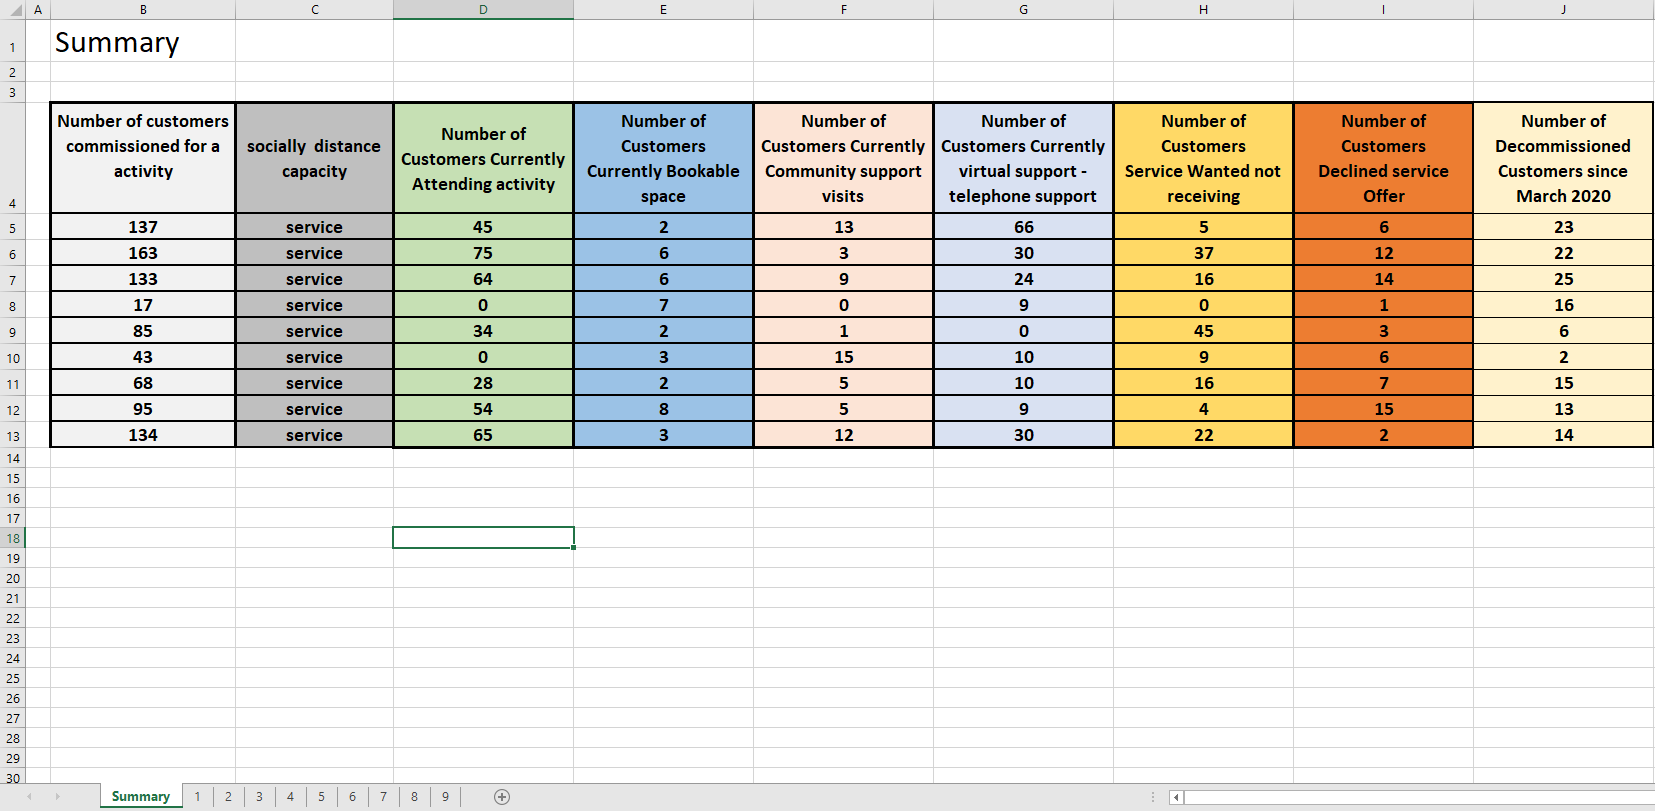 A B C D E F G H I J
1 Summary
2
3
4 Number of customers commissioned for a activity socially distance capacity Number of Customers Currently Attending activity Number of Customers Currently Bookable space Number of Customers Currently Community support visits Number of Customers Currently virtual support - telephone support Number of Customers Service Wanted not receiving Number of Customers Declined service Offer Number of Decommissioned Customers since March 2020
5 137 service 45 2 13 66 5 6 23
6 163 service 75 6 3 30 37 12 22
7 133 service 64 6 9 24 16 14 25
8 17 service 0 7 0 9 0 1 16
9 85 service 34 2 1 0 45 3 6
10 43 service 0 3 15 10 9 6 2
11 68 service 28 2 5 10 16 7 15
12 95 service 54 8 5 9 4 15 13
13 134 service 65 3 12 30 22 2 14
14
15
16
17
18
19
20
21
22
23
24
25
26
27
28
29
30
Summary 1 2 3 4 5 6 7 8 9